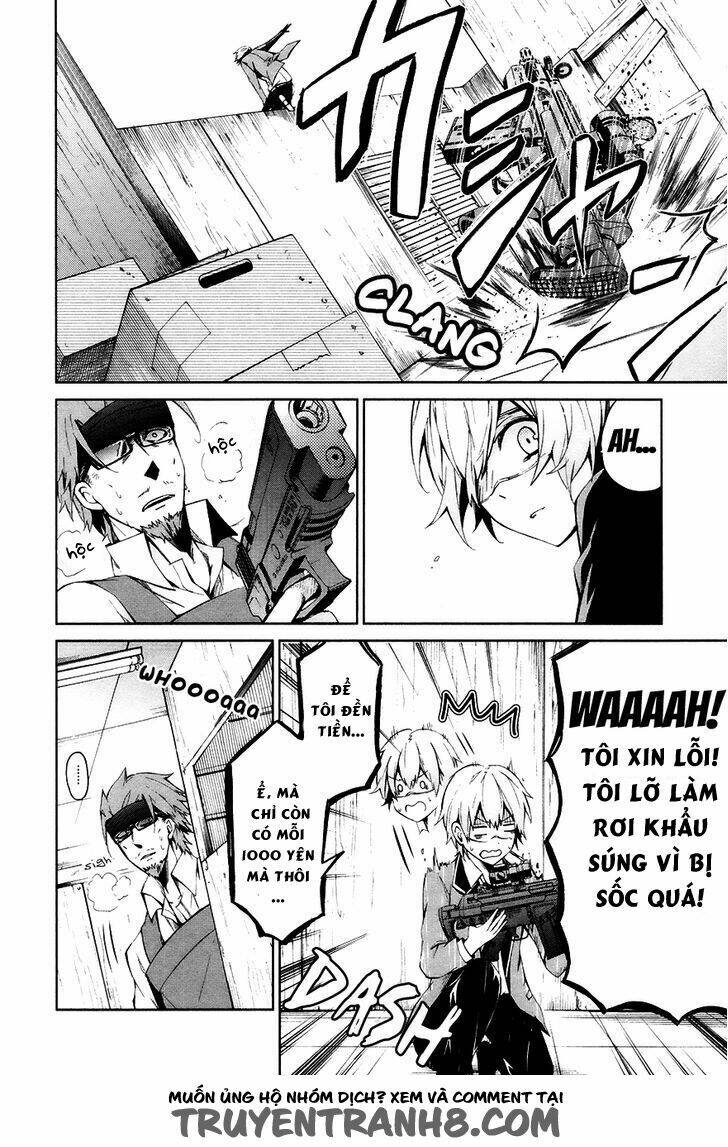 ガシャ
CLANG
AH...
hộc
hộc
WAAAAH!
TÔI XIN LỖI!
TÔI LỠ LÀM
RƠI KHẨU
SÚNG VÌ BỊ
SỐC QUÁ!
ĐỂ
TÔI ĐỀN
TIỀN...
Ể, MÀ
CHỈ CÒN
CÓ MỖI
1000 YÊN
MÀ THÔI
...
DASH
WHOOOAAA
......
sigh
MUỐN ỦNG HỘ NHÓM DỊCH? XEM VÀ COMMENT TẠI
TRUYENTRANH8.COM